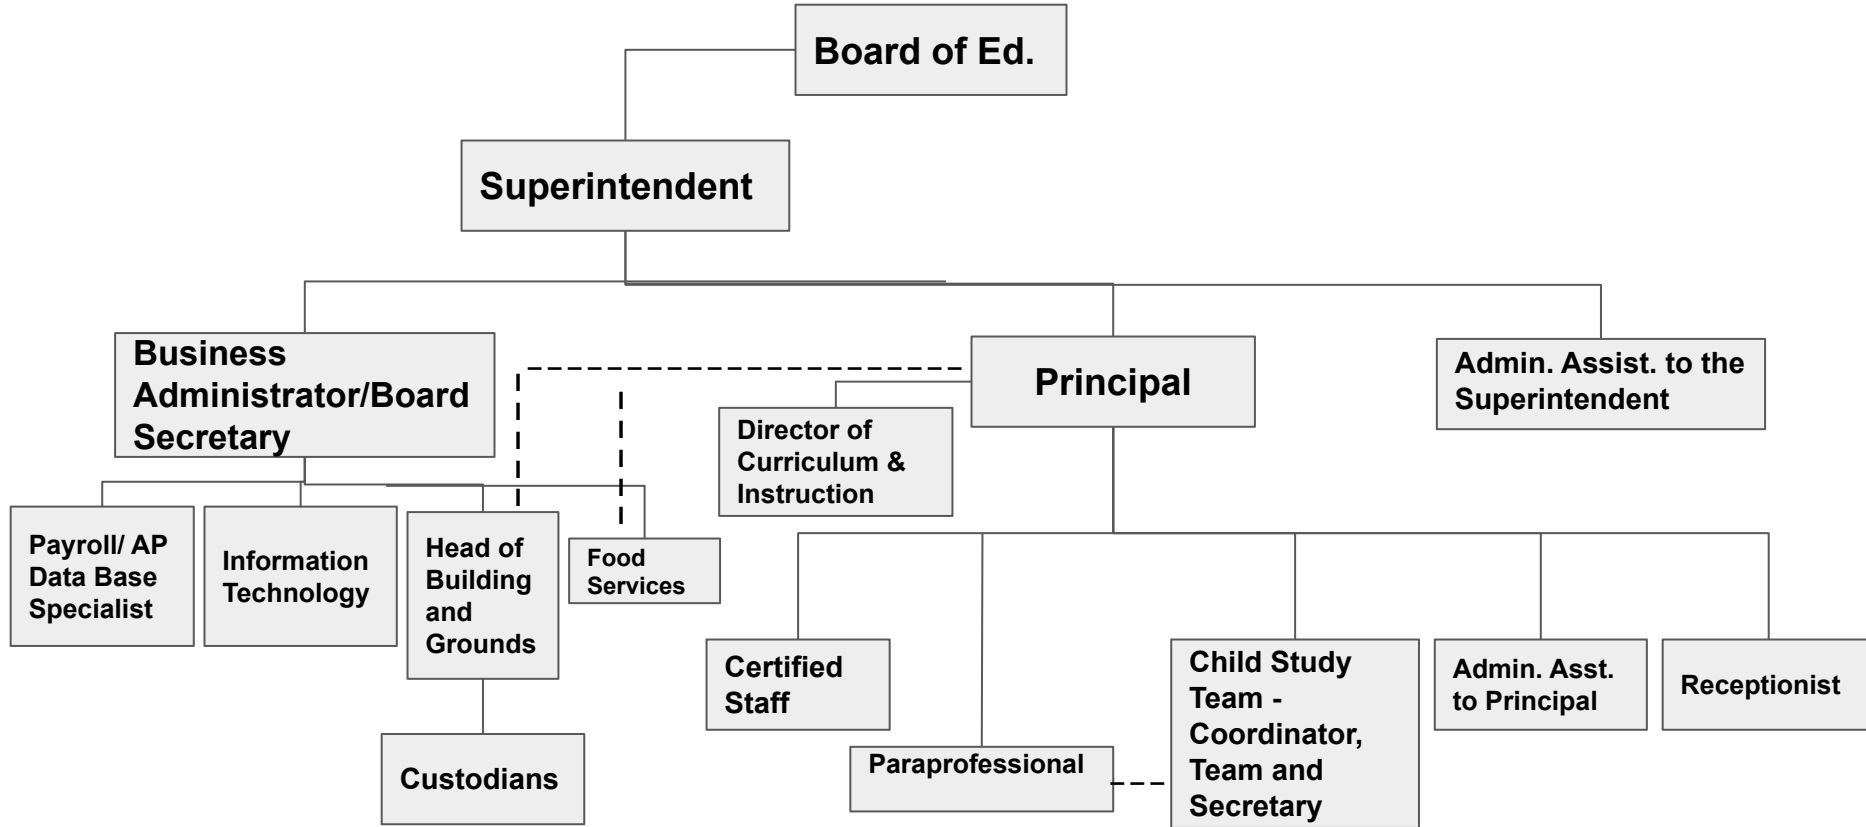 Board of Ed.
Superintendent
Business
Administrator/Board
Secretary
Principal
Admin. Assist. to the
Superintendent
Director of
Curriculum &
Instruction
Payroll/ AP
Data Base
Specialist
Information
Technology
Head of
Building
and
Grounds
Food
Services
Certified
Staff
Paraprofessional
Child Study
Team -
Coordinator,
Team and
Secretary
Admin. Asst.
to Principal
Receptionist
Custodians